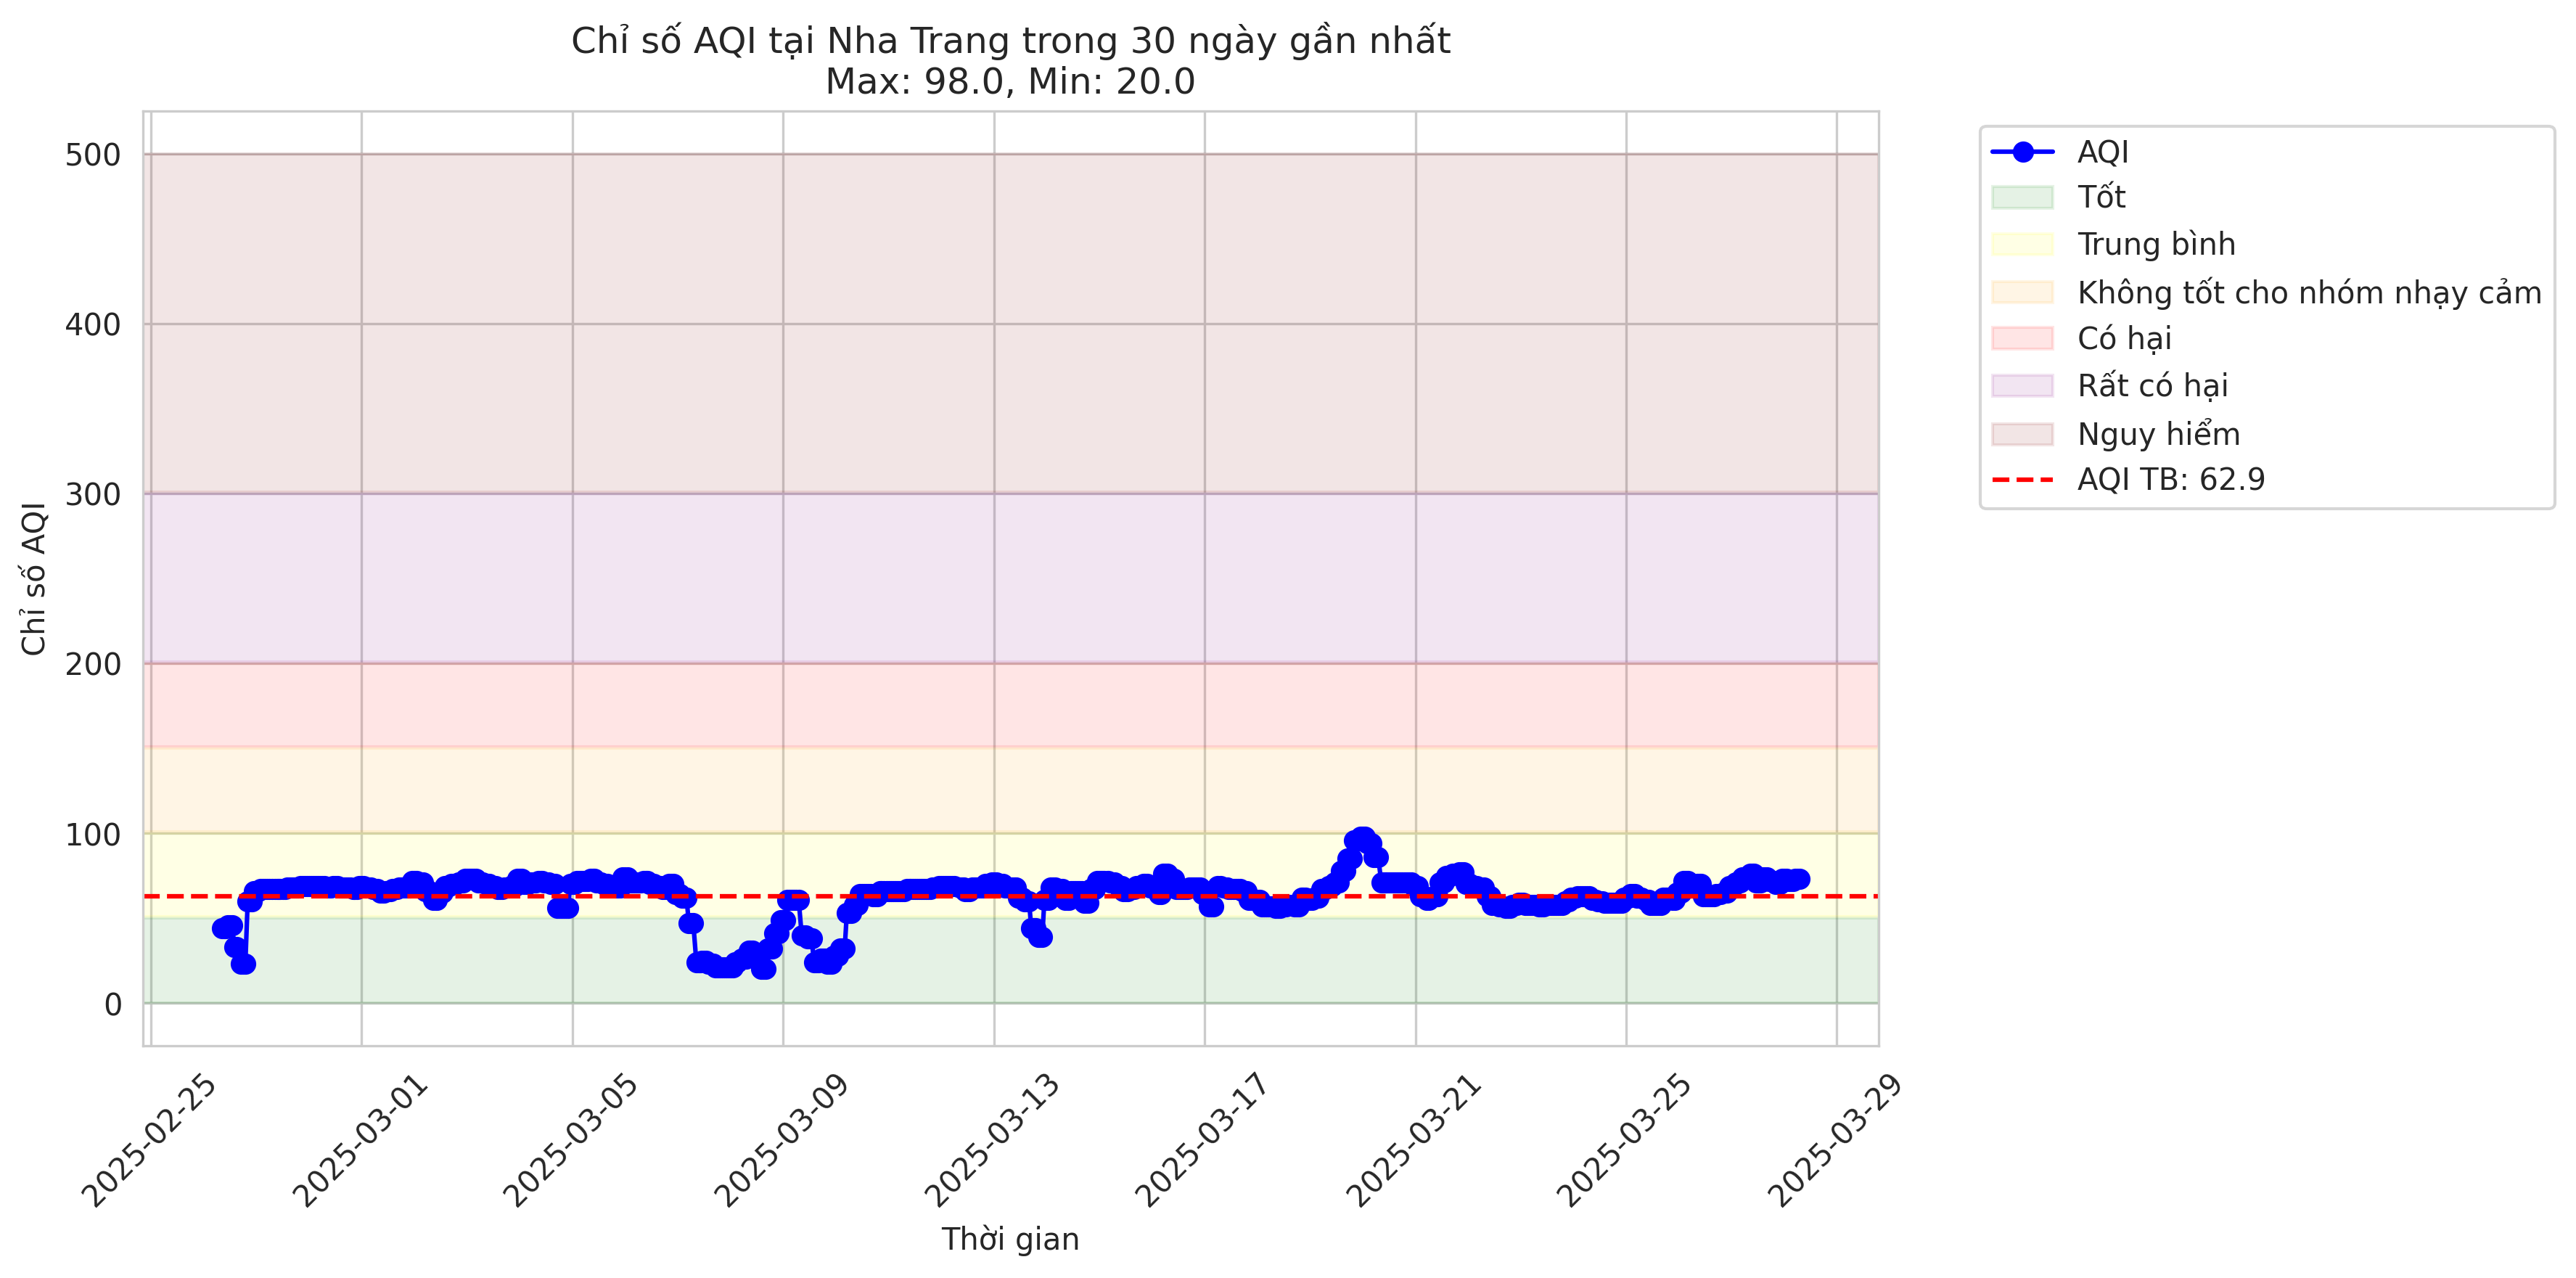 Chỉ số AQI tại Nha Trang trong 30 ngày gần nhất
Max: 98.0, Min: 20.0
Chỉ số AQI
500
400
300
200
100
0
2025-02-25
2025-03-01
2025-03-05
2025-03-09
2025-03-13
2025-03-17
2025-03-21
2025-03-25
2025-03-29
Thời gian
AQI
Tốt
Trung bình
Không tốt cho nhóm nhạy cảm
Có hại
Rất có hại
Nguy hiểm
AQI TB: 62.9